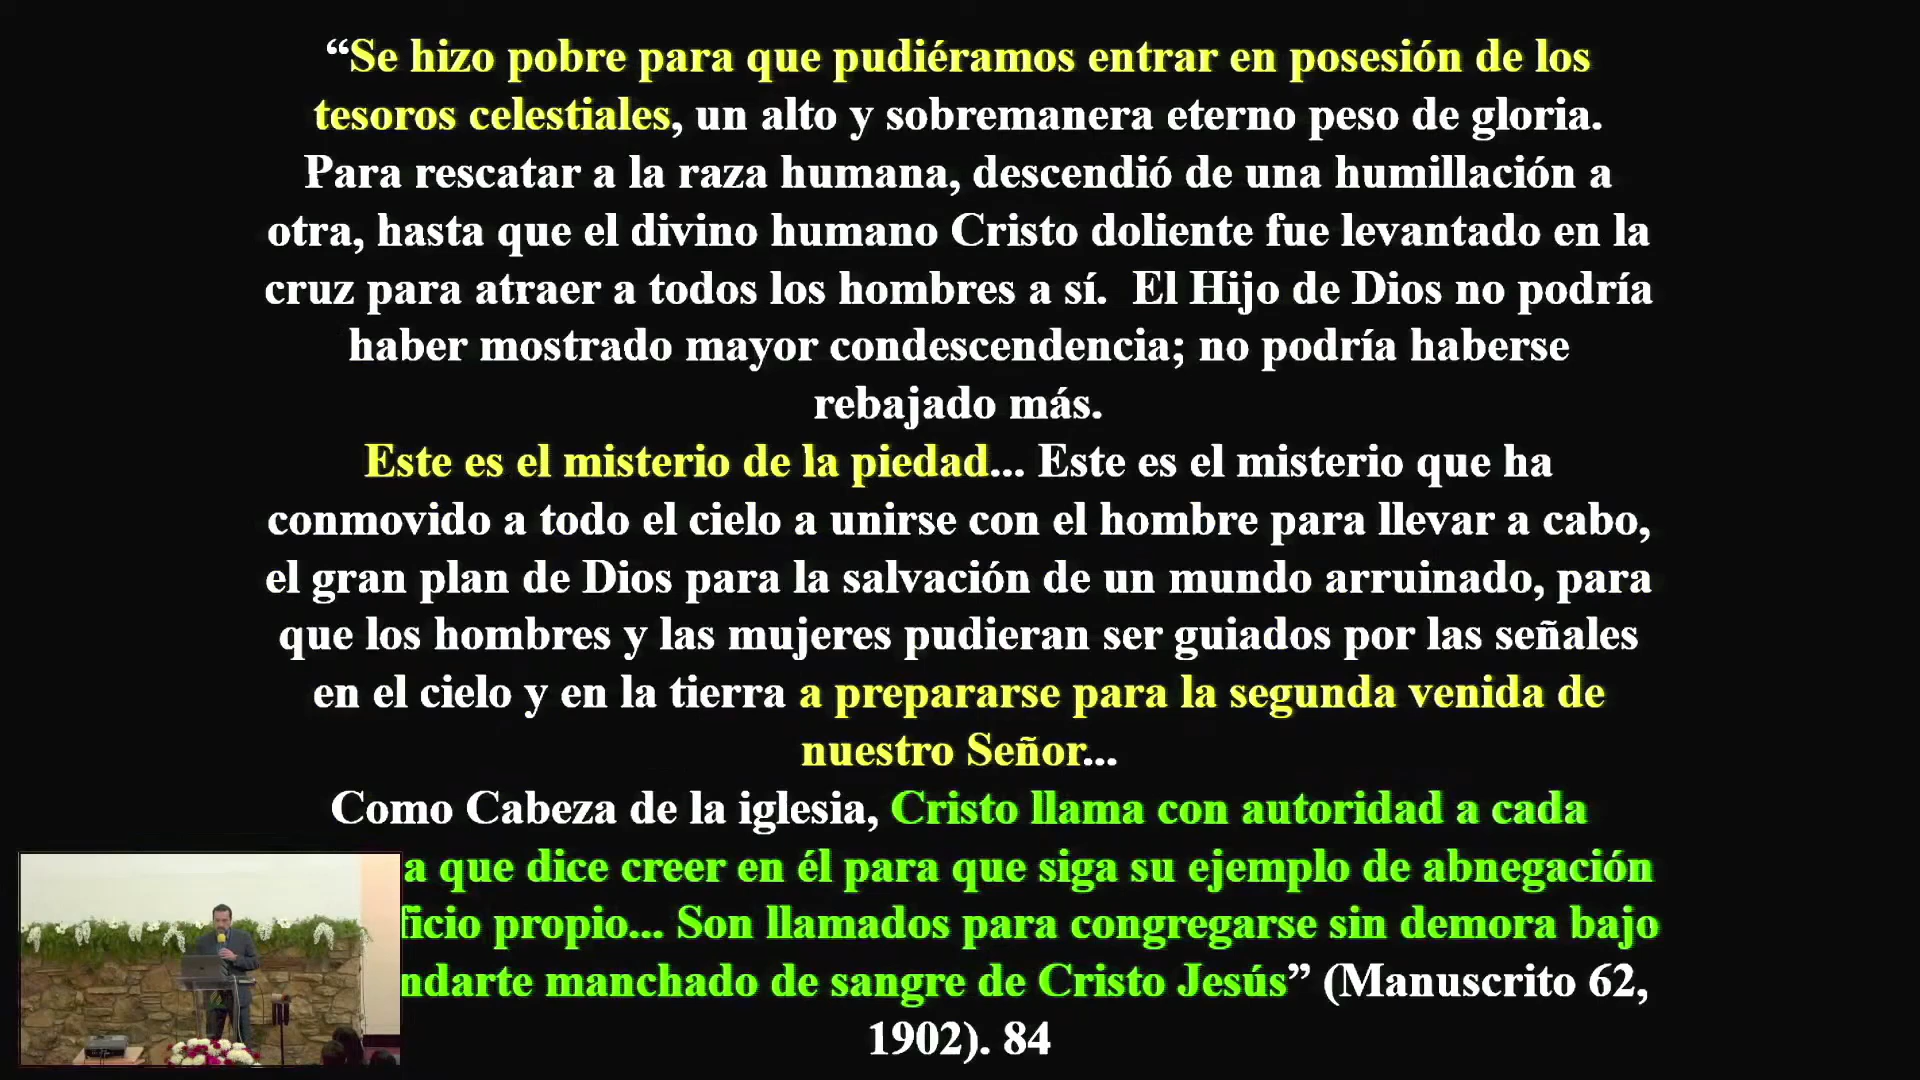 “Se hizo pobre para que pudiéramos entrar en posesión de los
tesoros celestiales, un alto y sobremanera eterno peso de gloria.
Para rescatar a la raza humana, descendió de una humillación a
otra, hasta que el divino humano Cristo doliente fue levantado en la
cruz para atraer a todos los hombres a sí. El Hijo de Dios no podría
haber mostrado mayor condescendencia; no podría haberse
rebajado más.
Este es el misterio de la piedad... Este es el misterio que ha
conmovido a todo el cielo a unirse con el hombre para llevar a cabo,
el gran plan de Dios para la salvación de un mundo arruinado, para
que los hombres y las mujeres pudieran ser guiados por las señales
en el cielo y en la tierra a prepararse para la segunda venida de
nuestro Señor...
Como Cabeza de la iglesia, Cristo llama con autoridad a cada
que dice creer en él para que siga su ejemplo de abnegación
propio... Son llamados para congregarse sin demora bajo
manchado de sangre de Cristo Jesús” (Manuscrito 62,
1902). 84